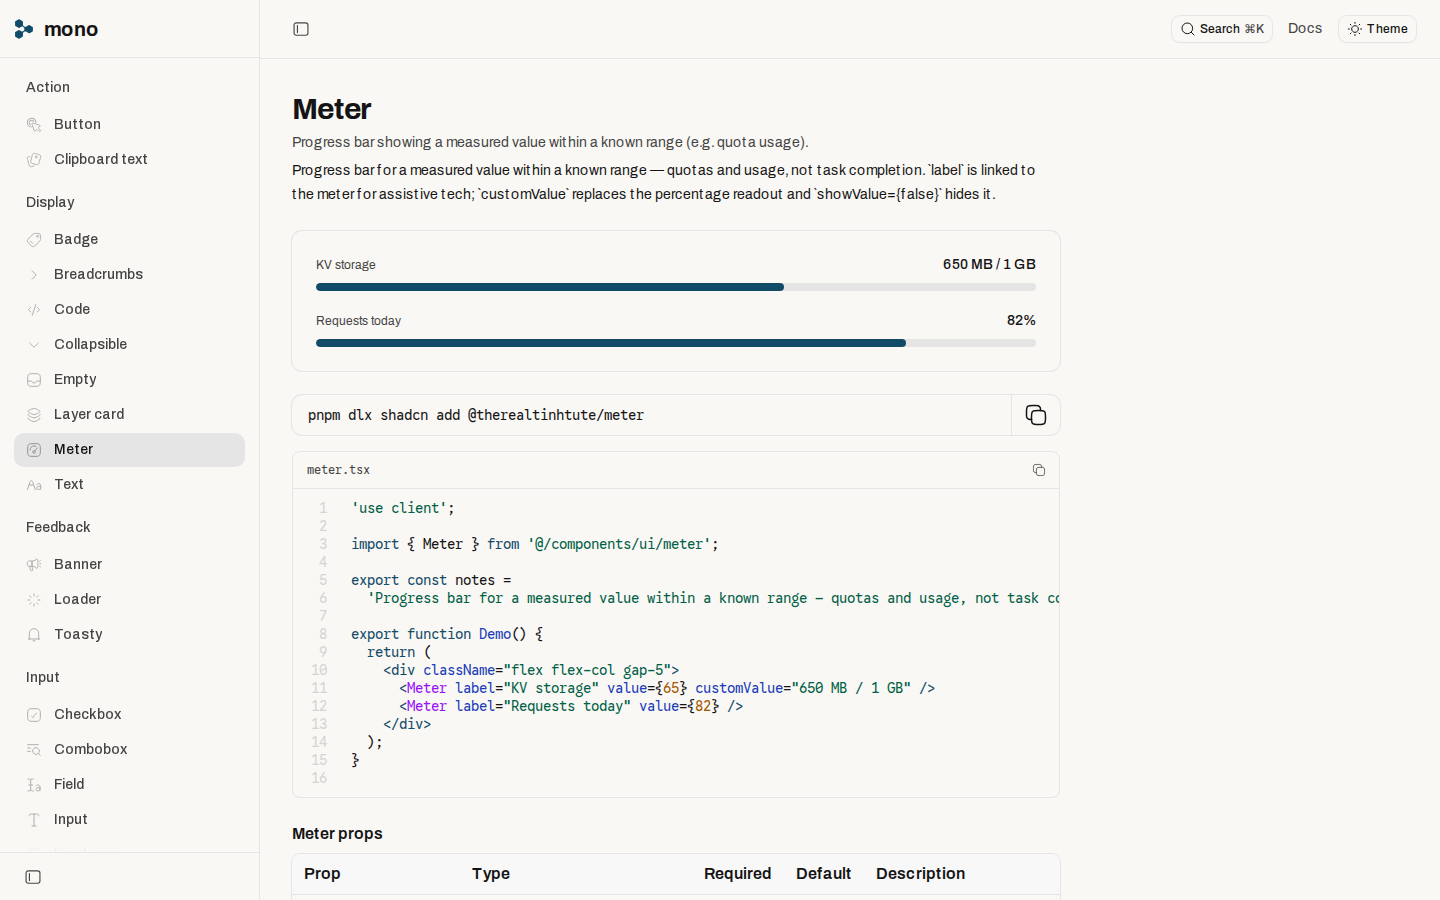 mono
Search ⌘K
Docs
Theme
Action
Button
Clipboard text
Display
Badge
Breadcrumbs
Code
Collapsible
Empty
Layer card
Meter
Text
Feedback
Banner
Loader
Toasty
Input
Checkbox
Combobox
Field
Input
Meter
Progress bar showing a measured value within a known range (e.g. quota usage).
Progress bar for a measured value within a known range — quotas and usage, not task completion. `label` is linked to
the meter for assistive tech; `customValue` replaces the percentage readout and `showValue={false}` hides it.
KV storage
650 MB / 1 GB
Requests today
82%
pnpm dlx shadcn add @therealtinhtute/meter
meter.tsx
1 'use client';
2
3 import { Meter } from '@/components/ui/meter';
4
5 export const notes =
6 'Progress bar for a measured value within a known range — quotas and usage, not task co
7
8 export function Demo() {
9 return (
10 <div className="flex flex-col gap-5">
11 <Meter label="KV storage" value={65} customValue="650 MB / 1 GB" />
12 <Meter label="Requests today" value={82} />
13 </div>
14 );
15 }
16
Meter props
Prop Type Required Default Description